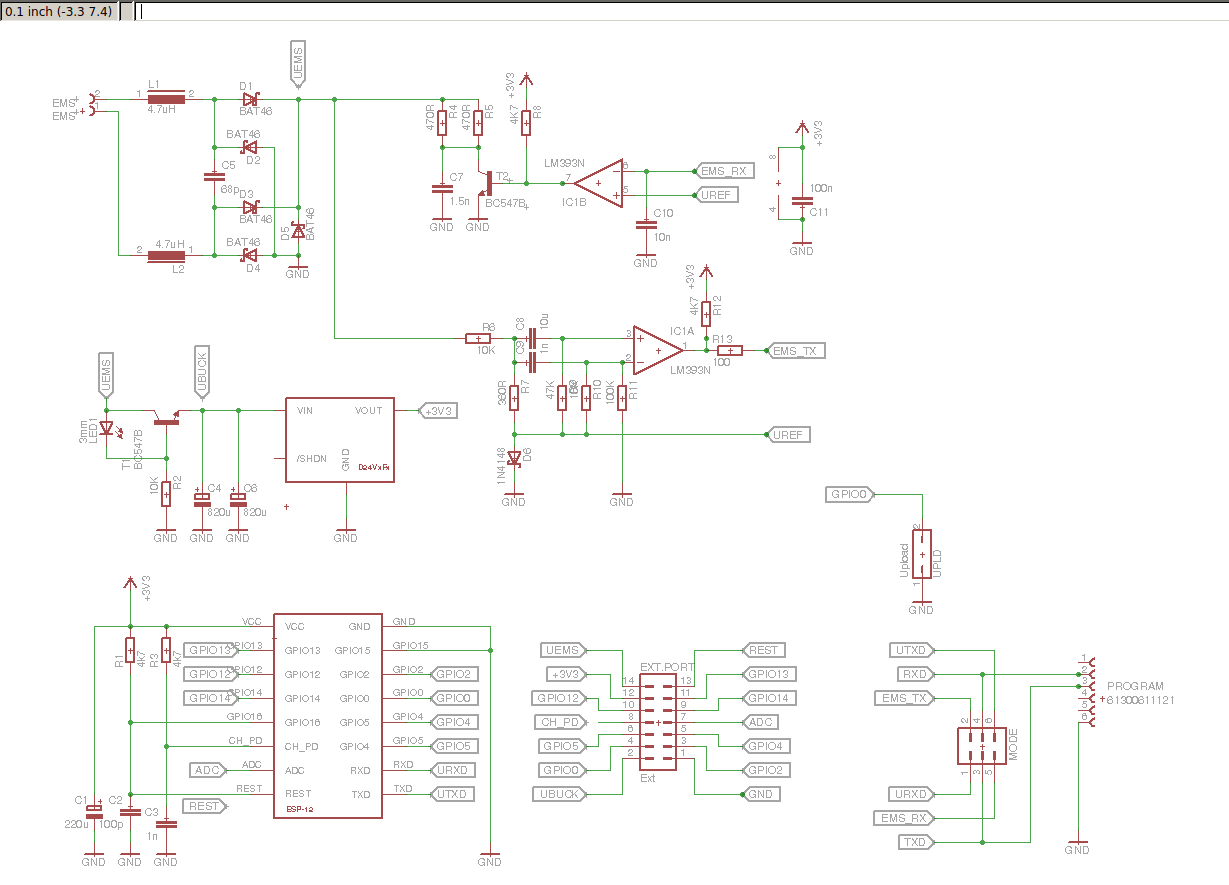 0.1 inch (-3.3 7.4)
UEMS
EMS
EMS
2
1
1
L1
2
4.7uH
D1
BAT46
BAT46
D2
C5
68p
D3
BAT46
BAT46
D4
4.7uH
2
1
L2
D5
BAT46
GND
470R
R4
470R
R5
+3V3
4K7
R8
C7
1.5n
GND
T2
BC547B
GND
LM393N
7
6
5
IC1B
EMS_RX
UREF
C10
10n
GND
+3V3
8
4
100n
C11
GND
R6
10K
C8
10u
C9
1n
+3V3
4K7
R12
3
2
1
IC1A
LM393N
R13
100
EMS_TX
360R
R7
47K
R10
100K
R11
UREF
1N4148
D6
GND
GND
UEMS
UBUCK
3mm
LED1
T1
BC547B
10K
R2
GND
C4
820u
GND
C6
820u
GND
VIN
VOUT
/SHDN
GND
D24VxFx
+3V3
GND
GPIO0
2
Upload
UPLD
1
GND
+3V3
R1
4k7
R3
4k7
C1
220u
C2
100p
C3
1n
GND
GND
GND
VCC
GPIO13
GPIO13
GPIO12
GPIO12
GPIO14
GPIO14
GPIO16
CH_PD
ADC
ADC
REST
REST
VCC
GPIO13
GPIO12
GPIO14
GPIO16
CH_PD
ADC
REST
ESP-12
GND
GPIO15
GPIO2
GPIO0
GPIO5
GPIO4
RXD
TXD
GND
GPIO15
GPIO2
GPIO0
GPIO4
GPIO5
RXD
TXD
GPIO2
GPIO0
GPIO4
GPIO5
URXD
UTXD
GND
UEMS
+3V3
GPIO12
CH_PD
GPIO5
GPIO0
UBUCK
EXT.PORT
14
12
10
8
6
4
2
13
11
9
7
5
3
1
Ext
REST
GPIO13
GPIO14
ADC
GPIO4
GPIO2
GND
UTXD
RXD
EMS_TX
2
4
6
MODE
1
3
5
URXD
EMS_RX
TXD
1
2
3
4
5
6
PROGRAM
61300611121
GND